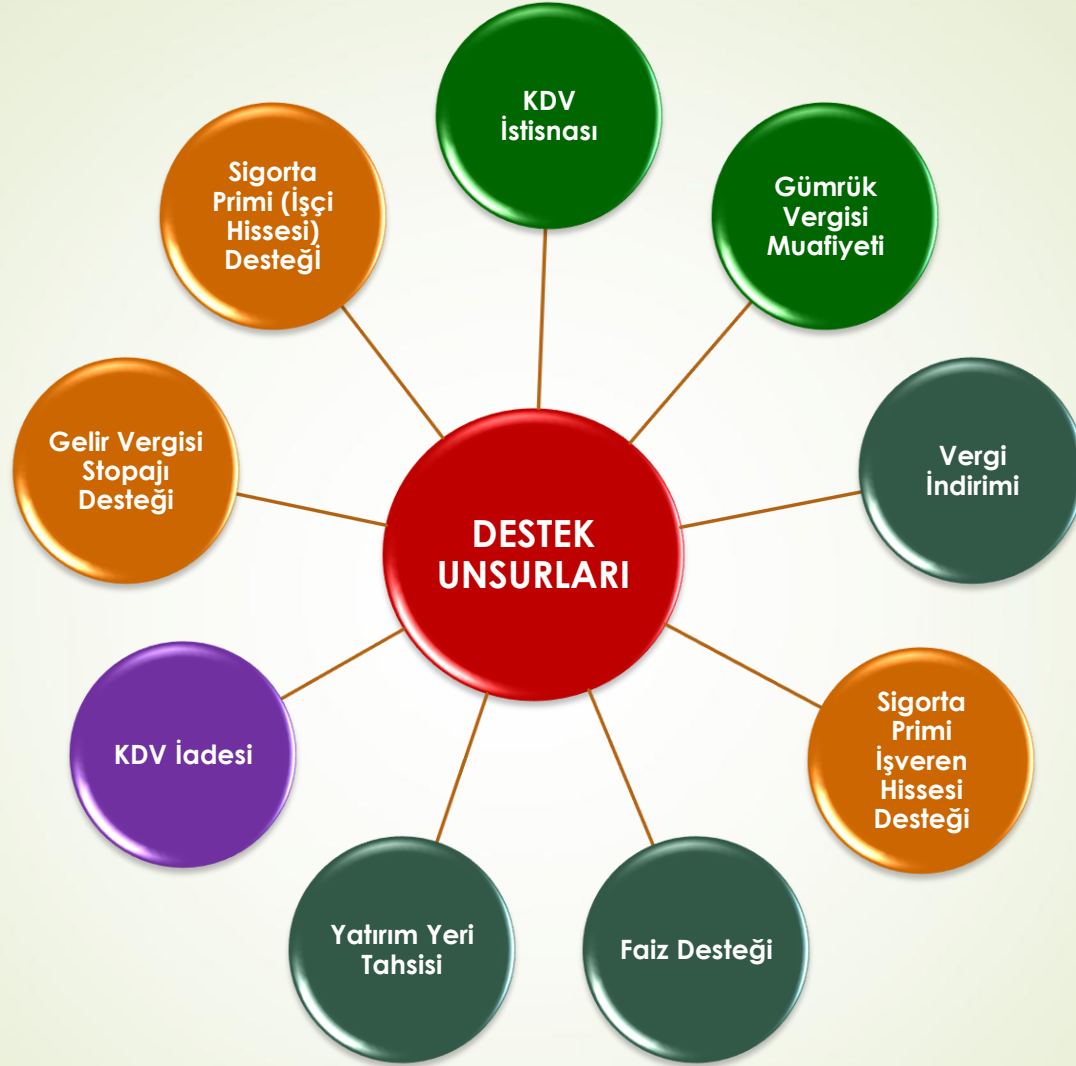 KDV
İstisnası
Gümrük
Vergisi
Muafiyeti
Vergi
İndirimi
Sigorta
Primi
İşveren
Hissesi
Desteği
Faiz Desteği
Yatırım Yeri
Tahsisi
KDV İadesi
Gelir Vergisi
Stopajı
Desteği
Sigorta
Primi (İşçi
Hissesi)
Desteğİ
DESTEK
UNSURLARI